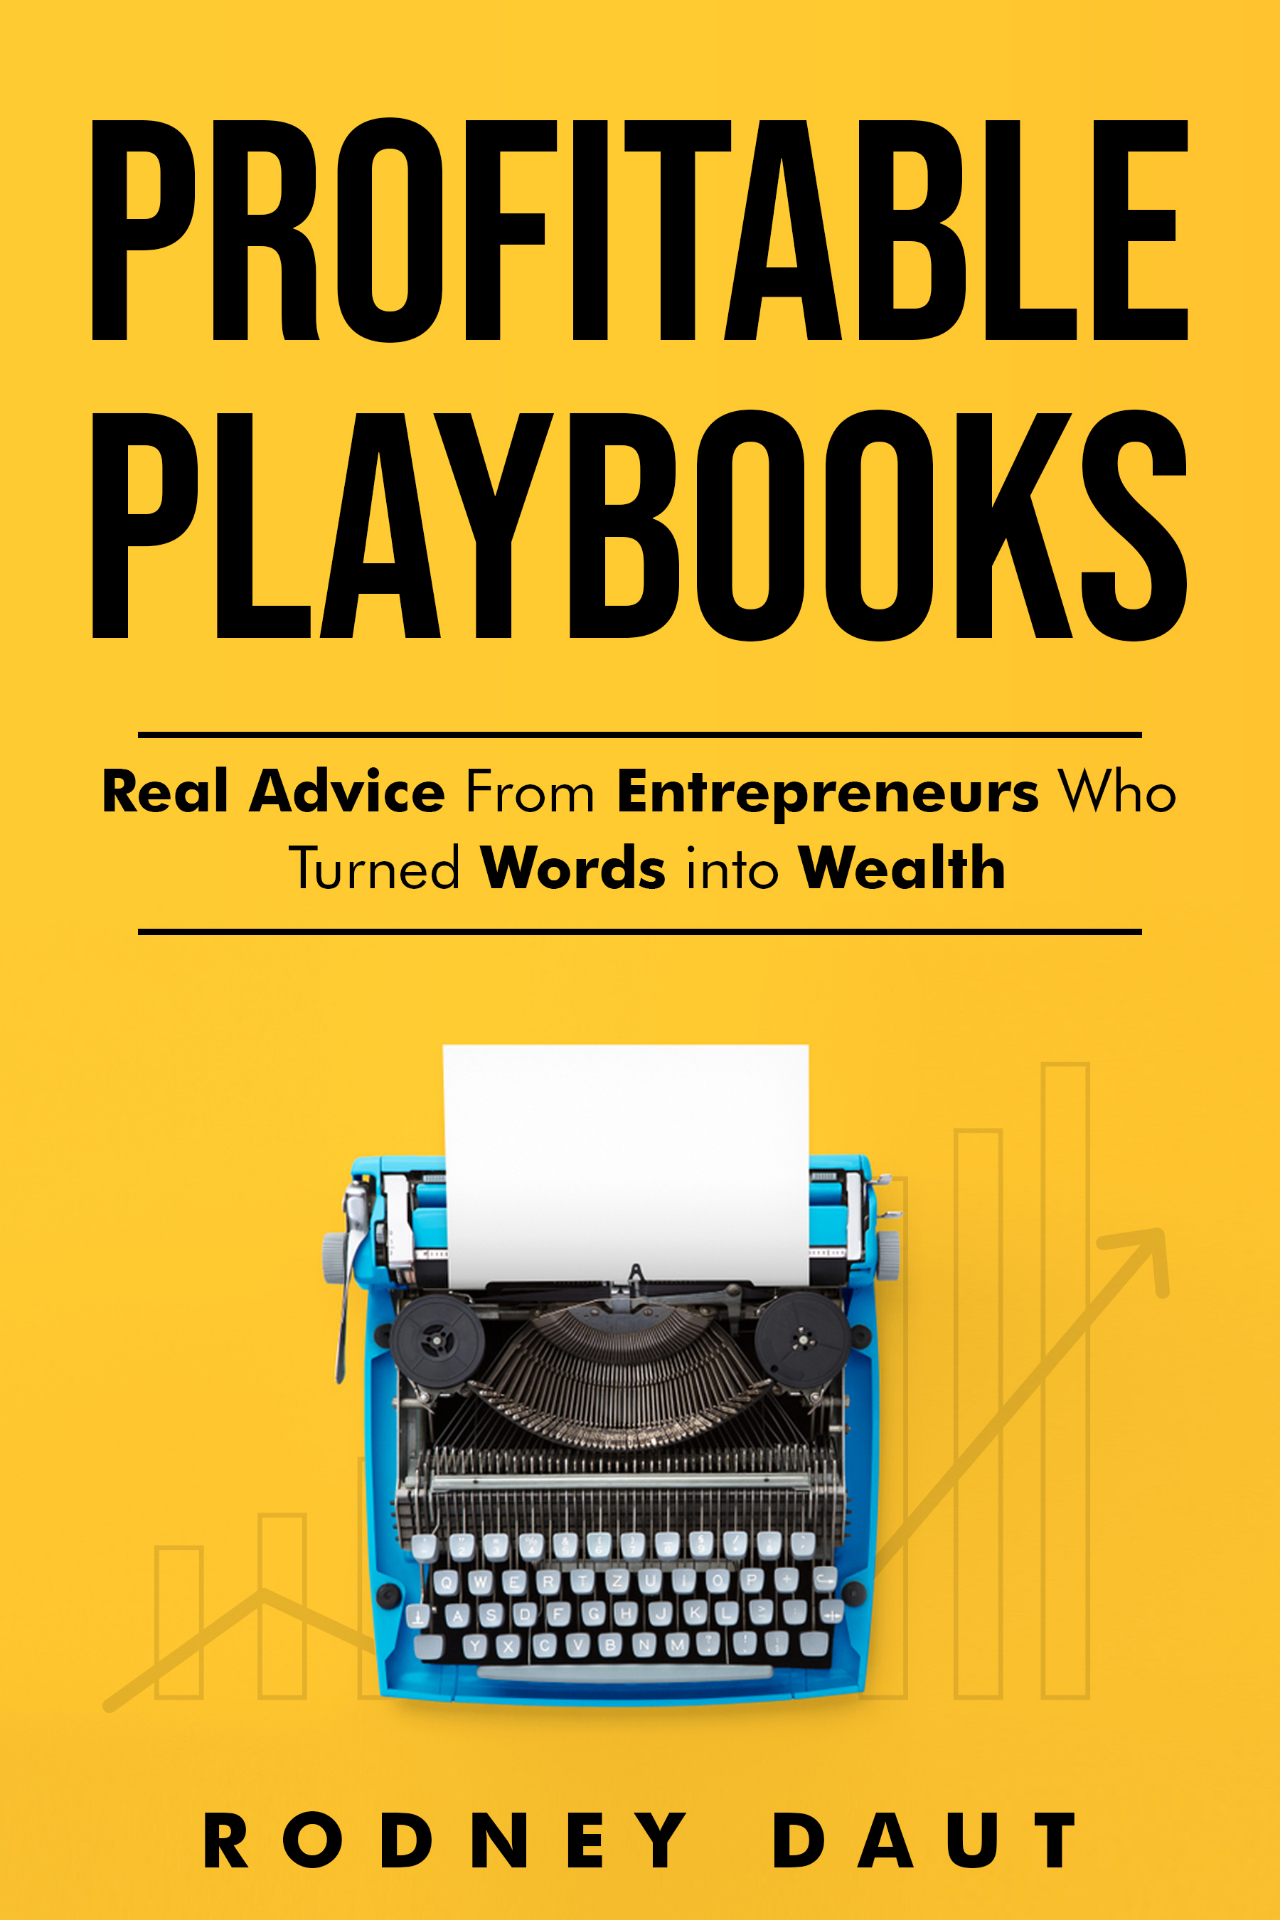 PROFITABLE
PLAYBOOKS
Real Advice From Entrepreneurs Who
Turned Words into Wealth
Q W E R T Z U I O P +
A S D F G H J K L
Y X C V B N M
RODNEY DAUT